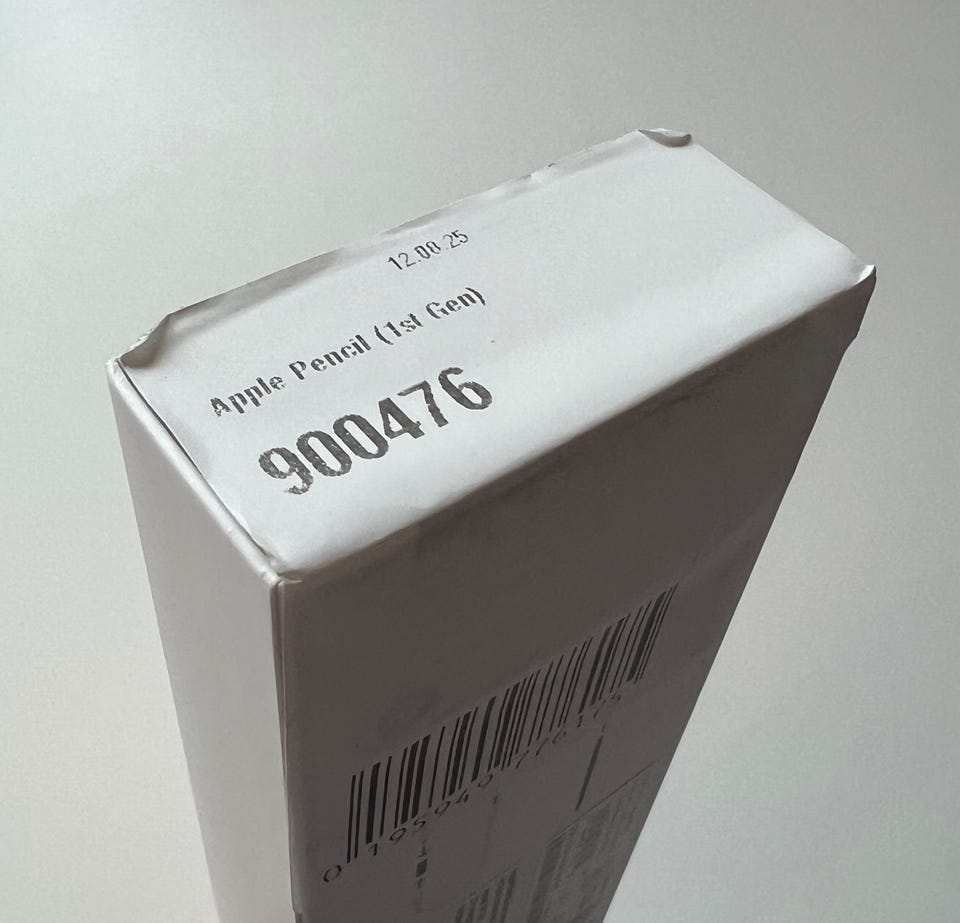 12.08.25
Apple Pencil (1st Gen)
900476